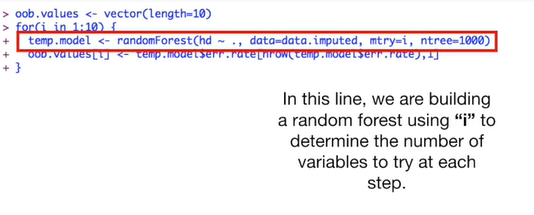 > oob.values <- vector(length=10)
> for(i in 1:10) {
+ temp.model <- randomForest(hd ~ ., data=data.imputed, mtry=i, ntree=1000)
+ oob.values[i] <- temp.model$err.rate[nrow(temp.model$err.rate),1]
+ }
In this line, we are building
a random forest using “i” to
determine the number of
variables to try at each
step.